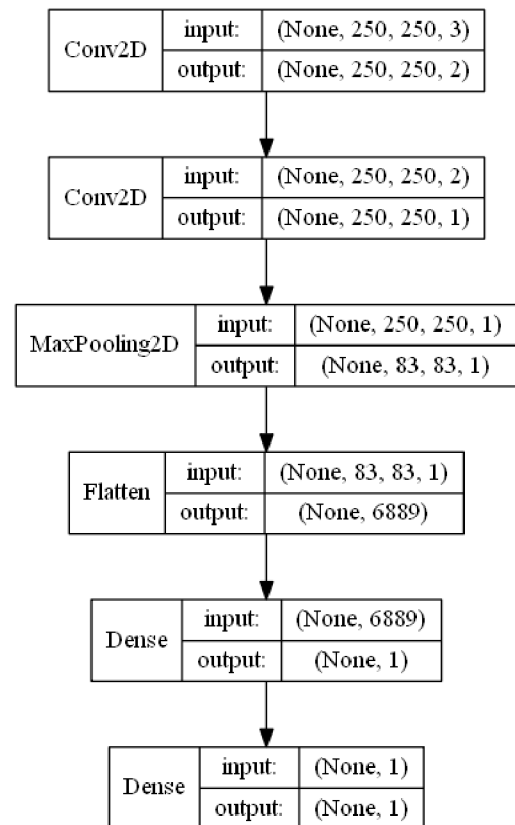 Conv2D
input: (None, 250, 250, 3)
output: (None, 250, 250, 2)
Conv2D
input: (None, 250, 250, 2)
output: (None, 250, 250, 1)
MaxPooling2D
input: (None, 250, 250, 1)
output: (None, 83, 83, 1)
Flatten
input: (None, 83, 83, 1)
output: (None, 6889)
Dense
input: (None, 6889)
output: (None, 1)
Dense
input: (None, 1)
output: (None, 1)